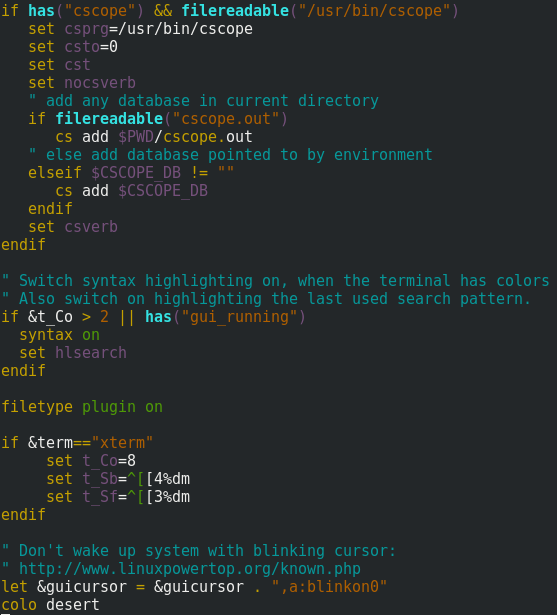 if has("cscope") && filereadable("/usr/bin/cscope")
   set csprg=/usr/bin/cscope
   set csto=0
   set cst
   set nocsverb
   " add any database in current directory
   if filereadable("cscope.out")
      cs add $PWD/cscope.out
   " else add database pointed to by environment
   elseif $CSCOPE_DB != ""
      cs add $CSCOPE_DB
   endif
   set csverb
endif

" Switch syntax highlighting on, when the terminal has colors
" Also switch on highlighting the last used search pattern.
if &t_Co > 2 || has("gui_running")
  syntax on
  set hlsearch
endif

filetype plugin on

if &term=="xterm"
     set t_Co=8
     set t_Sb=^[[4%dm
     set t_Sf=^[[3%dm
endif

" Don't wake up system with blinking cursor:
" http://www.linuxpowertop.org/known.php
let &guicursor = &guicursor . ",a:blinkon0"
colo desert